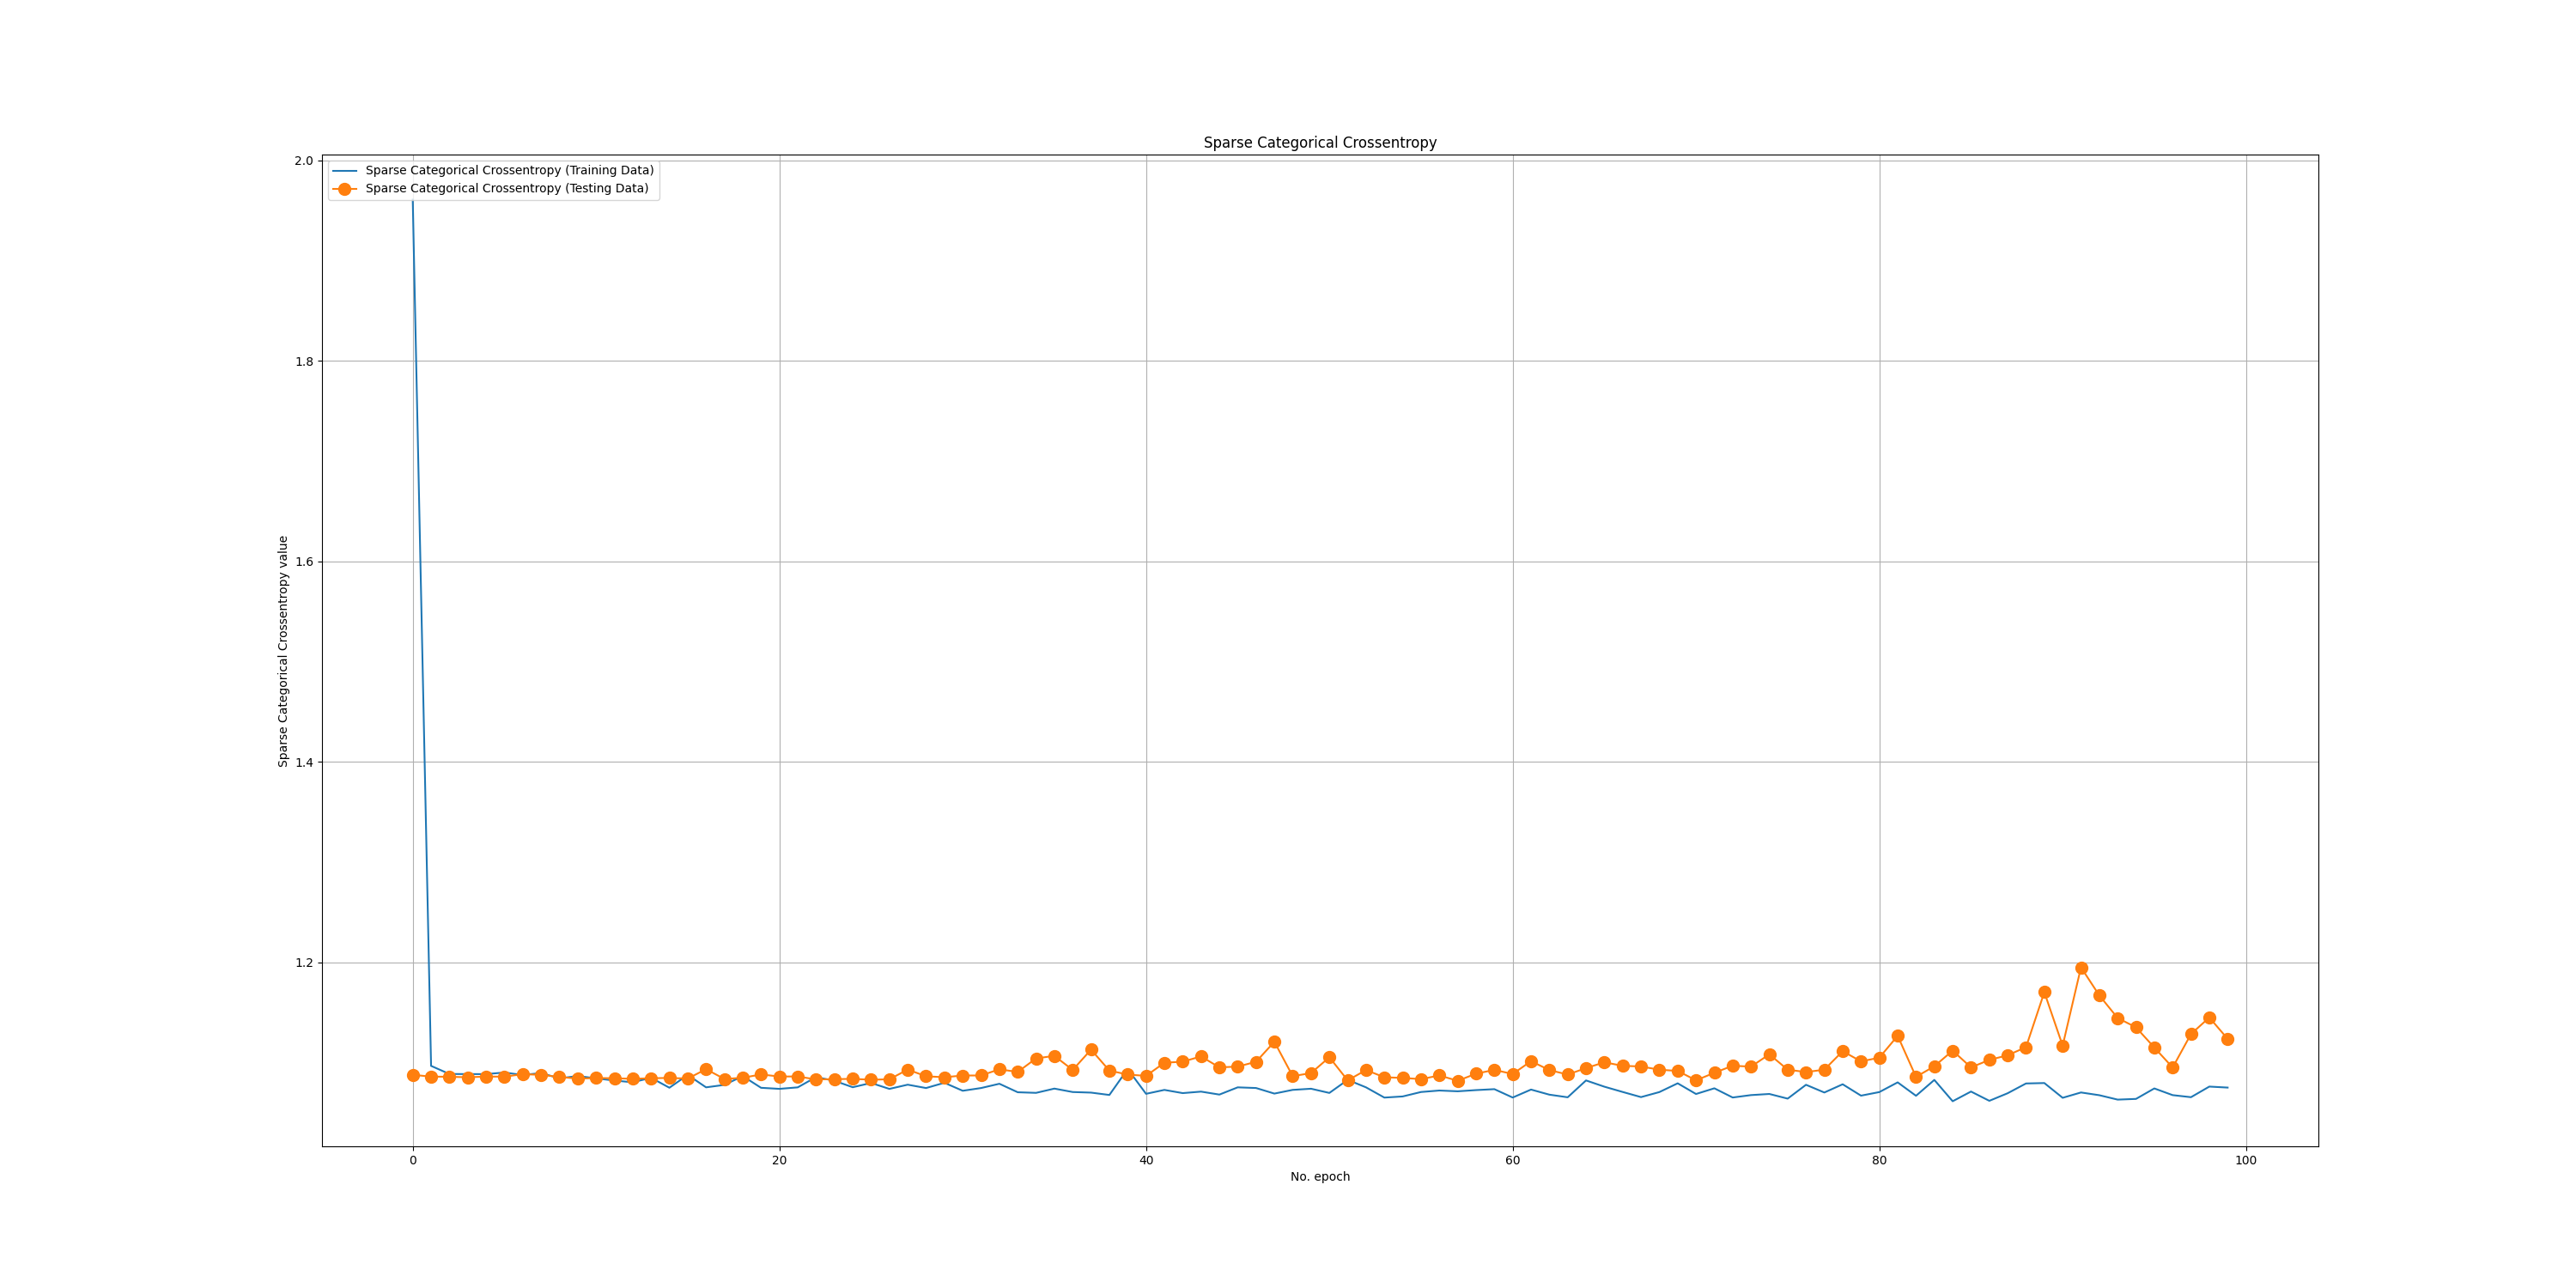 Sparse Categorical Crossentropy
Sparse Categorical Crossentropy (Training Data)
Sparse Categorical Crossentropy (Testing Data)
Sparse Categorical Crossentropy value
2.0
1.8
1.6
1.4
1.2
0 20 40 60 80 100
No. epoch